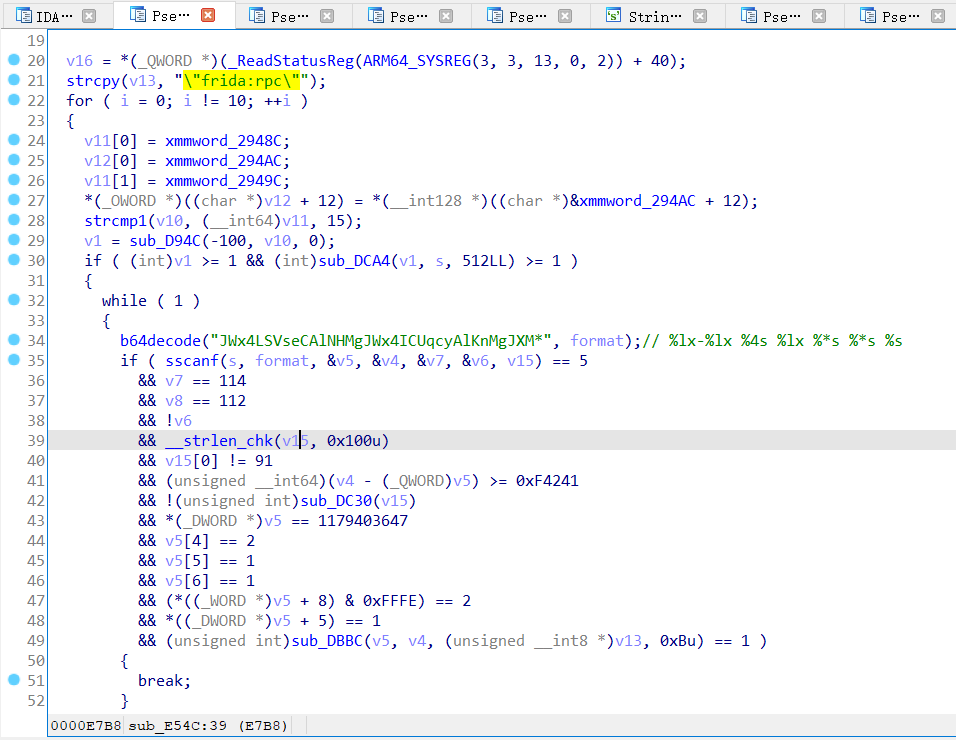 IDA··· Pse··· Pse··· Pse··· Pse··· Strin··· Pse··· Pse···
19
20 v16 = *(_QWORD *)(_ReadStatusReg(ARM64_SYSREG(3, 3, 13, 0, 2)) + 40);
21 strcpy(v13, "\"frida:rpc\"");
22 for ( i = 0; i != 10; ++i )
23 {
24 v11[0] = xmmword_2948C;
25 v12[0] = xmmword_294AC;
26 v11[1] = xmmword_2949C;
27 *(_OWORD *)((char *)v12 + 12) = *(__int128 *)((char *)&xmmword_294AC + 12);
28 strcmp1(v10, (__int64)v11, 15);
29 v1 = sub_D94C(-100, v10, 0);
30 if ( (int)v1 >= 1 && (int)sub_DCA4(v1, s, 512LL) >= 1 )
31 {
32 while ( 1 )
33 {
34 b64decode("JWx4LSVseCAlNHMgJWx4ICUqcyAlKnMgJXM*", format);// %lx-%lx %4s %lx %*s %*s %s
35 if ( sscanf(s, format, &v5, &v4, &v7, &v6, v15) == 5
36 && v7 == 114
37 && v8 == 112
38 && !v6
39 && __strlen_chk(v15, 0x100u)
40 && v15[0] != 91
41 && (unsigned __int64)(v4 - (_QWORD)v5) >= 0xF4241
42 && !(unsigned int)sub_DC30(v15)
43 && *(_DWORD *)v5 == 1179403647
44 && v5[4] == 2
45 && v5[5] == 1
46 && v5[6] == 1
47 && (*((_WORD *)v5 + 8) & 0xFFFE) == 2
48 && *((_DWORD *)v5 + 5) == 1
49 && (unsigned int)sub_DBBC(v5, v4, (unsigned __int8 *)v13, 0xBu) == 1 )
50 {
51 break;
52 }
0000E7B8 sub_E54C:39 (E7B8)